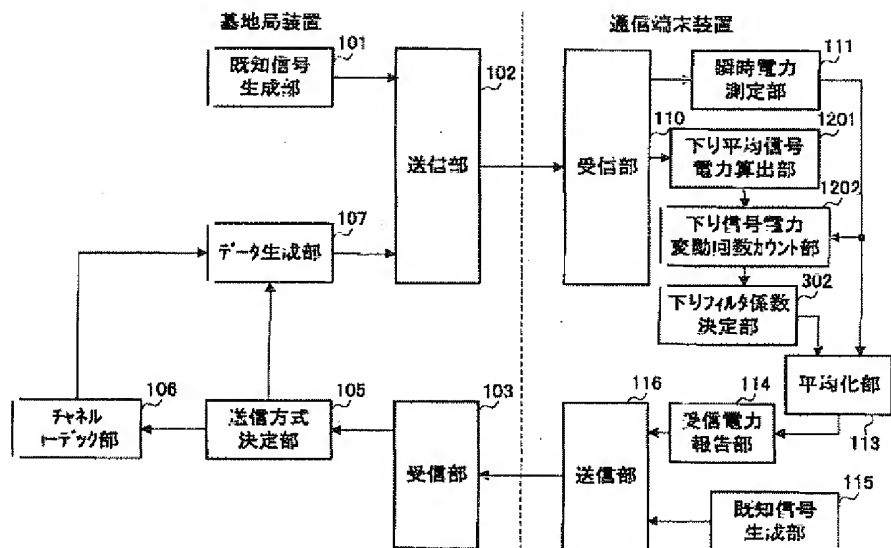 基地局装置
通信端末装置
101
既知信号
生成部
102
送信部
107
データ生成部
106
チャネル
コーデック部
105
送信方式
決定部
103
受信部
110
受信部
111
瞬時電力
測定部
1201
下り平均信号
電力算出部
1202
下り信号電力
変動回数カウント部
302
下りフィルタ係数
決定部
平均化部
113
114
受信電力
報告部
116
送信部
115
既知信号
生成部